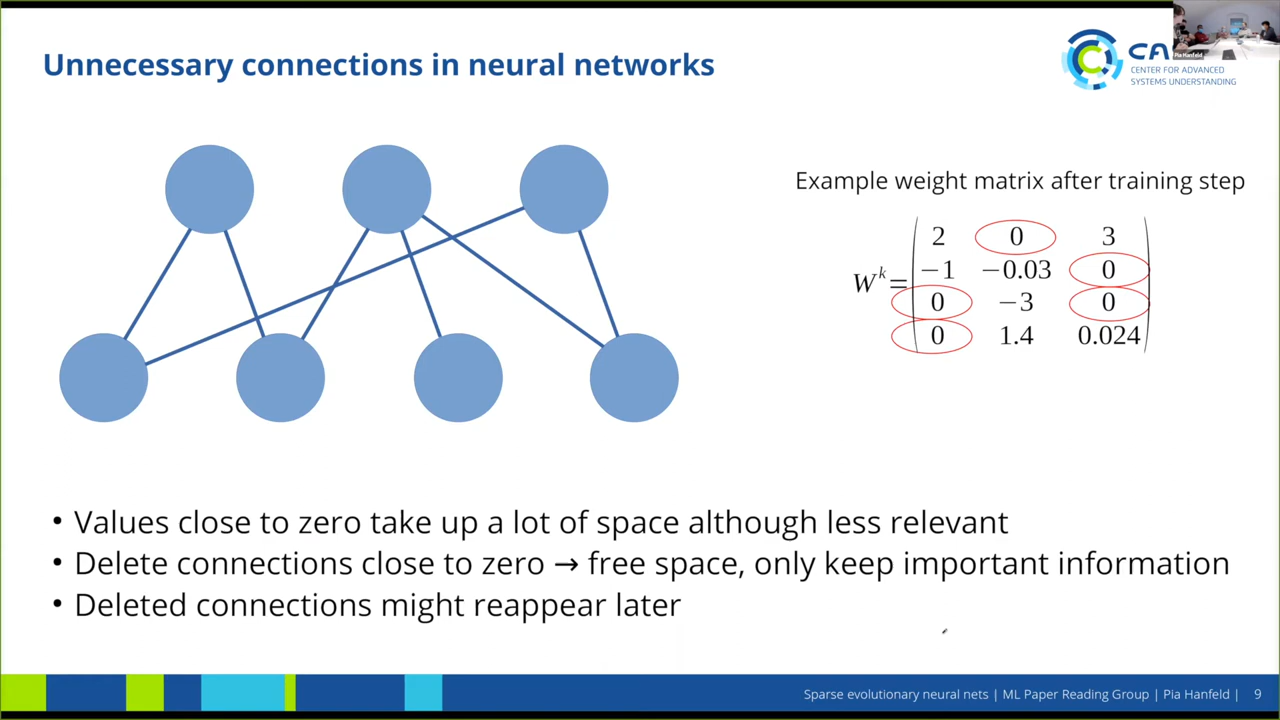 Unnecessary connections in neural networks
CA
CENTER FOR ADVANCED
SYSTEMS UNDERSTANDING
Pia Hanfeld
Example weight matrix after training step
W^k=
2 0 3
−1 −0.03 0
0 −3 0
0 1.4 0.024
• Values close to zero take up a lot of space although less relevant
• Delete connections close to zero → free space, only keep important information
• Deleted connections might reappear later
Sparse evolutionary neural nets | ML Paper Reading Group | Pia Hanfeld | 9